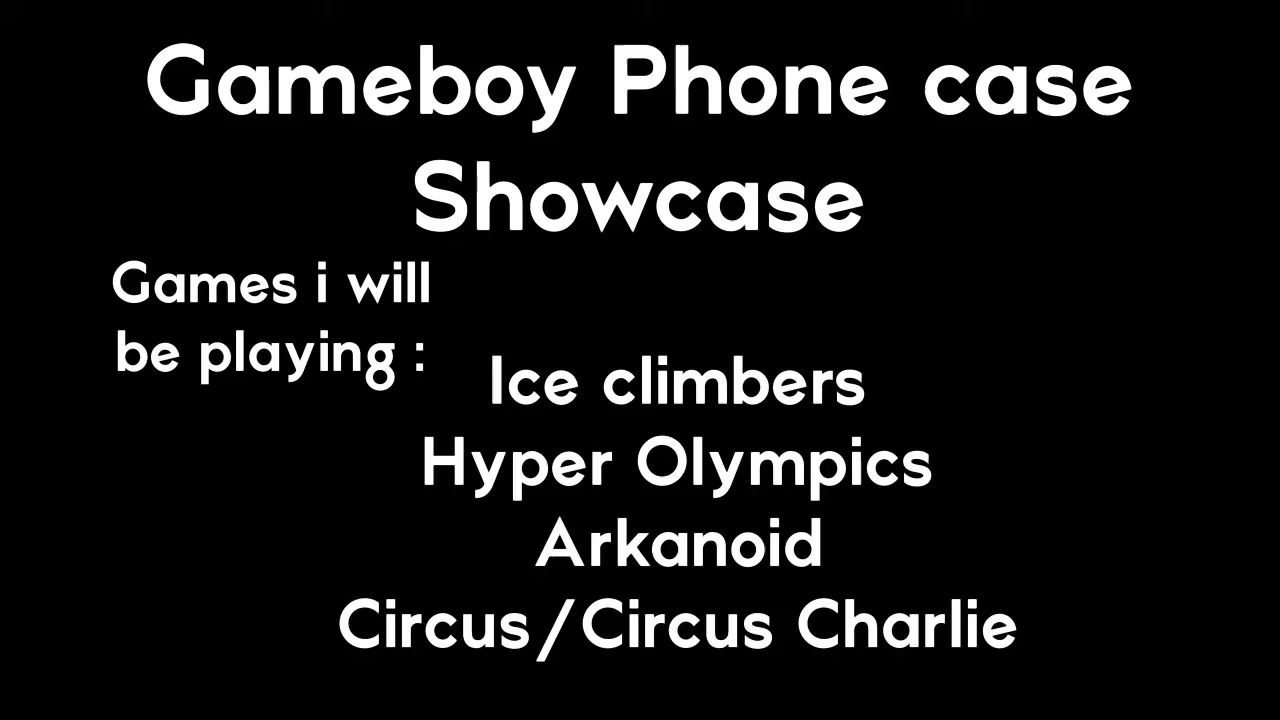 Gameboy Phone case
Showcase
Games i will
be playing :
Ice climbers
Hyper Olympics
Arkanoid
Circus/Circus Charlie